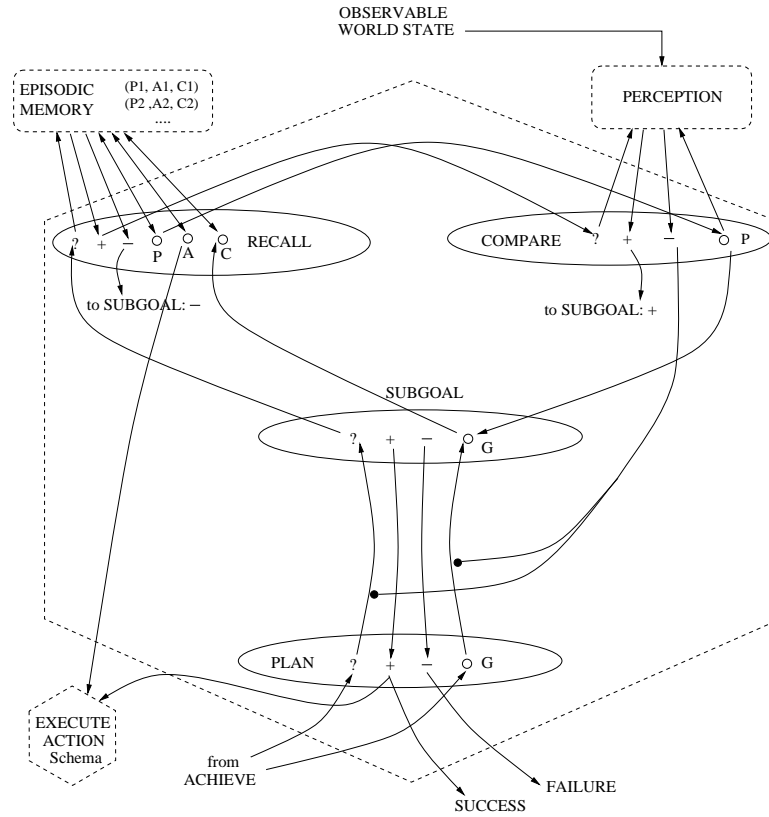 OBSERVABLE
WORLD STATE
EPISODIC
MEMORY
(P1, A1, C1)
(P2 ,A2, C2)
....
PERCEPTION
? + − P A C RECALL
COMPARE ? + − P
to SUBGOAL: −
to SUBGOAL: +
SUBGOAL
? + − G
PLAN ? + − G
EXECUTE
ACTION
Schema
from
ACHIEVE
FAILURE
SUCCESS